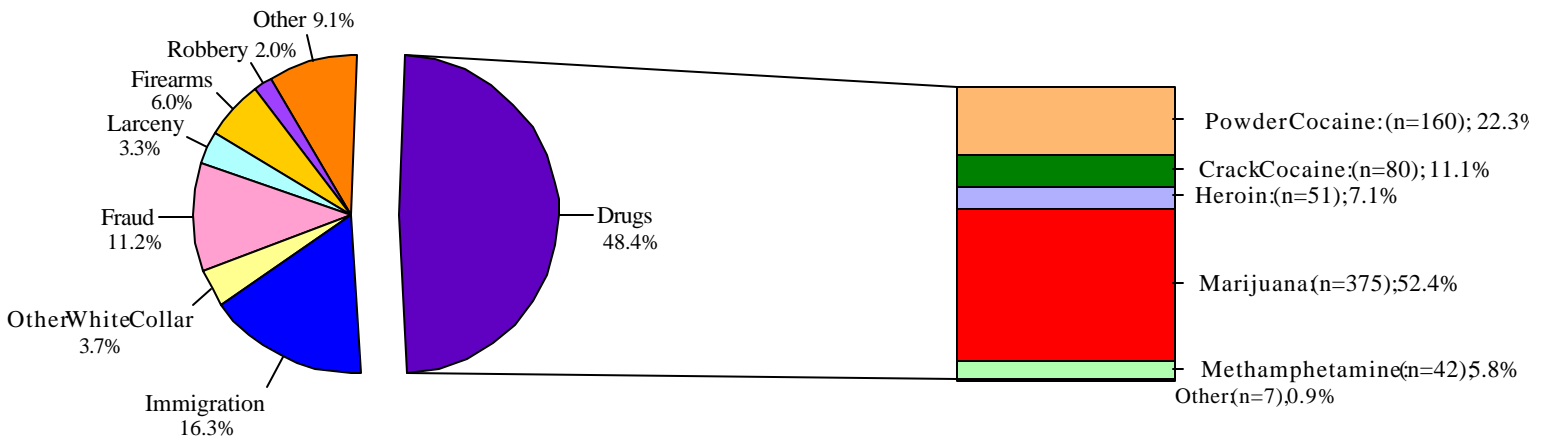 Other 9.1%
Robbery 2.0%
Firearms
6.0%
Larceny
3.3%
Fraud
11.2%
OtherWhiteCollar
3.7%
Immigration
16.3%
Drugs
48.4%
PowderCocaine:(n=160); 22.3%
CrackCocaine:(n=80); 11.1%
Heroin:(n=51);7.1%
Marijuana:(n=375);52.4%
Methamphetamine:(n=42);5.8%
Other:(n=7),0.9%